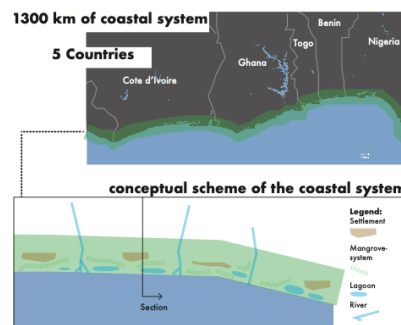 1300 km of coastal system
5 Countries
Benin
Togo
Nigeria
Ghana
Cote d'Ivoire
conceptual scheme of the coastal system
Legend:
Settlement
Mangrove-
system
Lagoon
River
Section